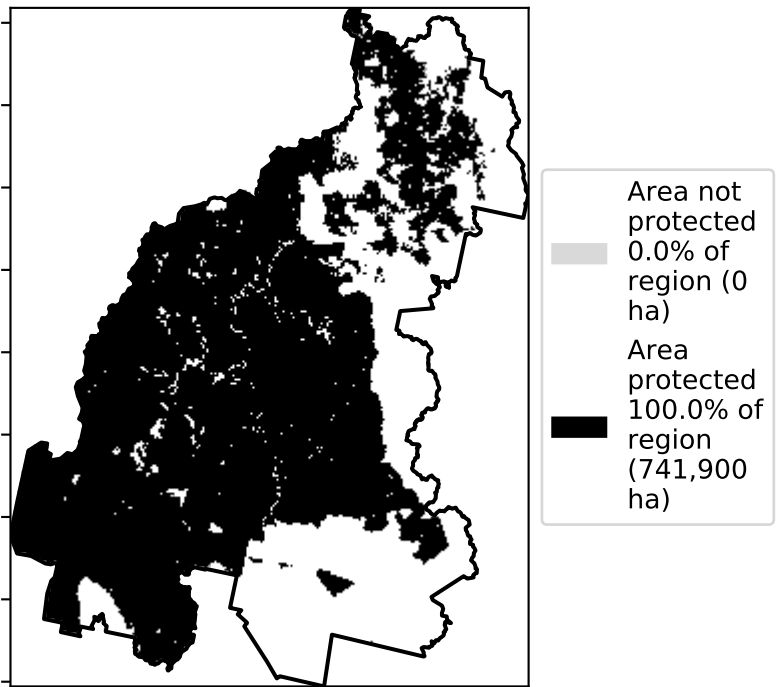 Area not
protected
0.0% of
region (0
ha)
Area
protected
100.0% of
region
(741,900
ha)